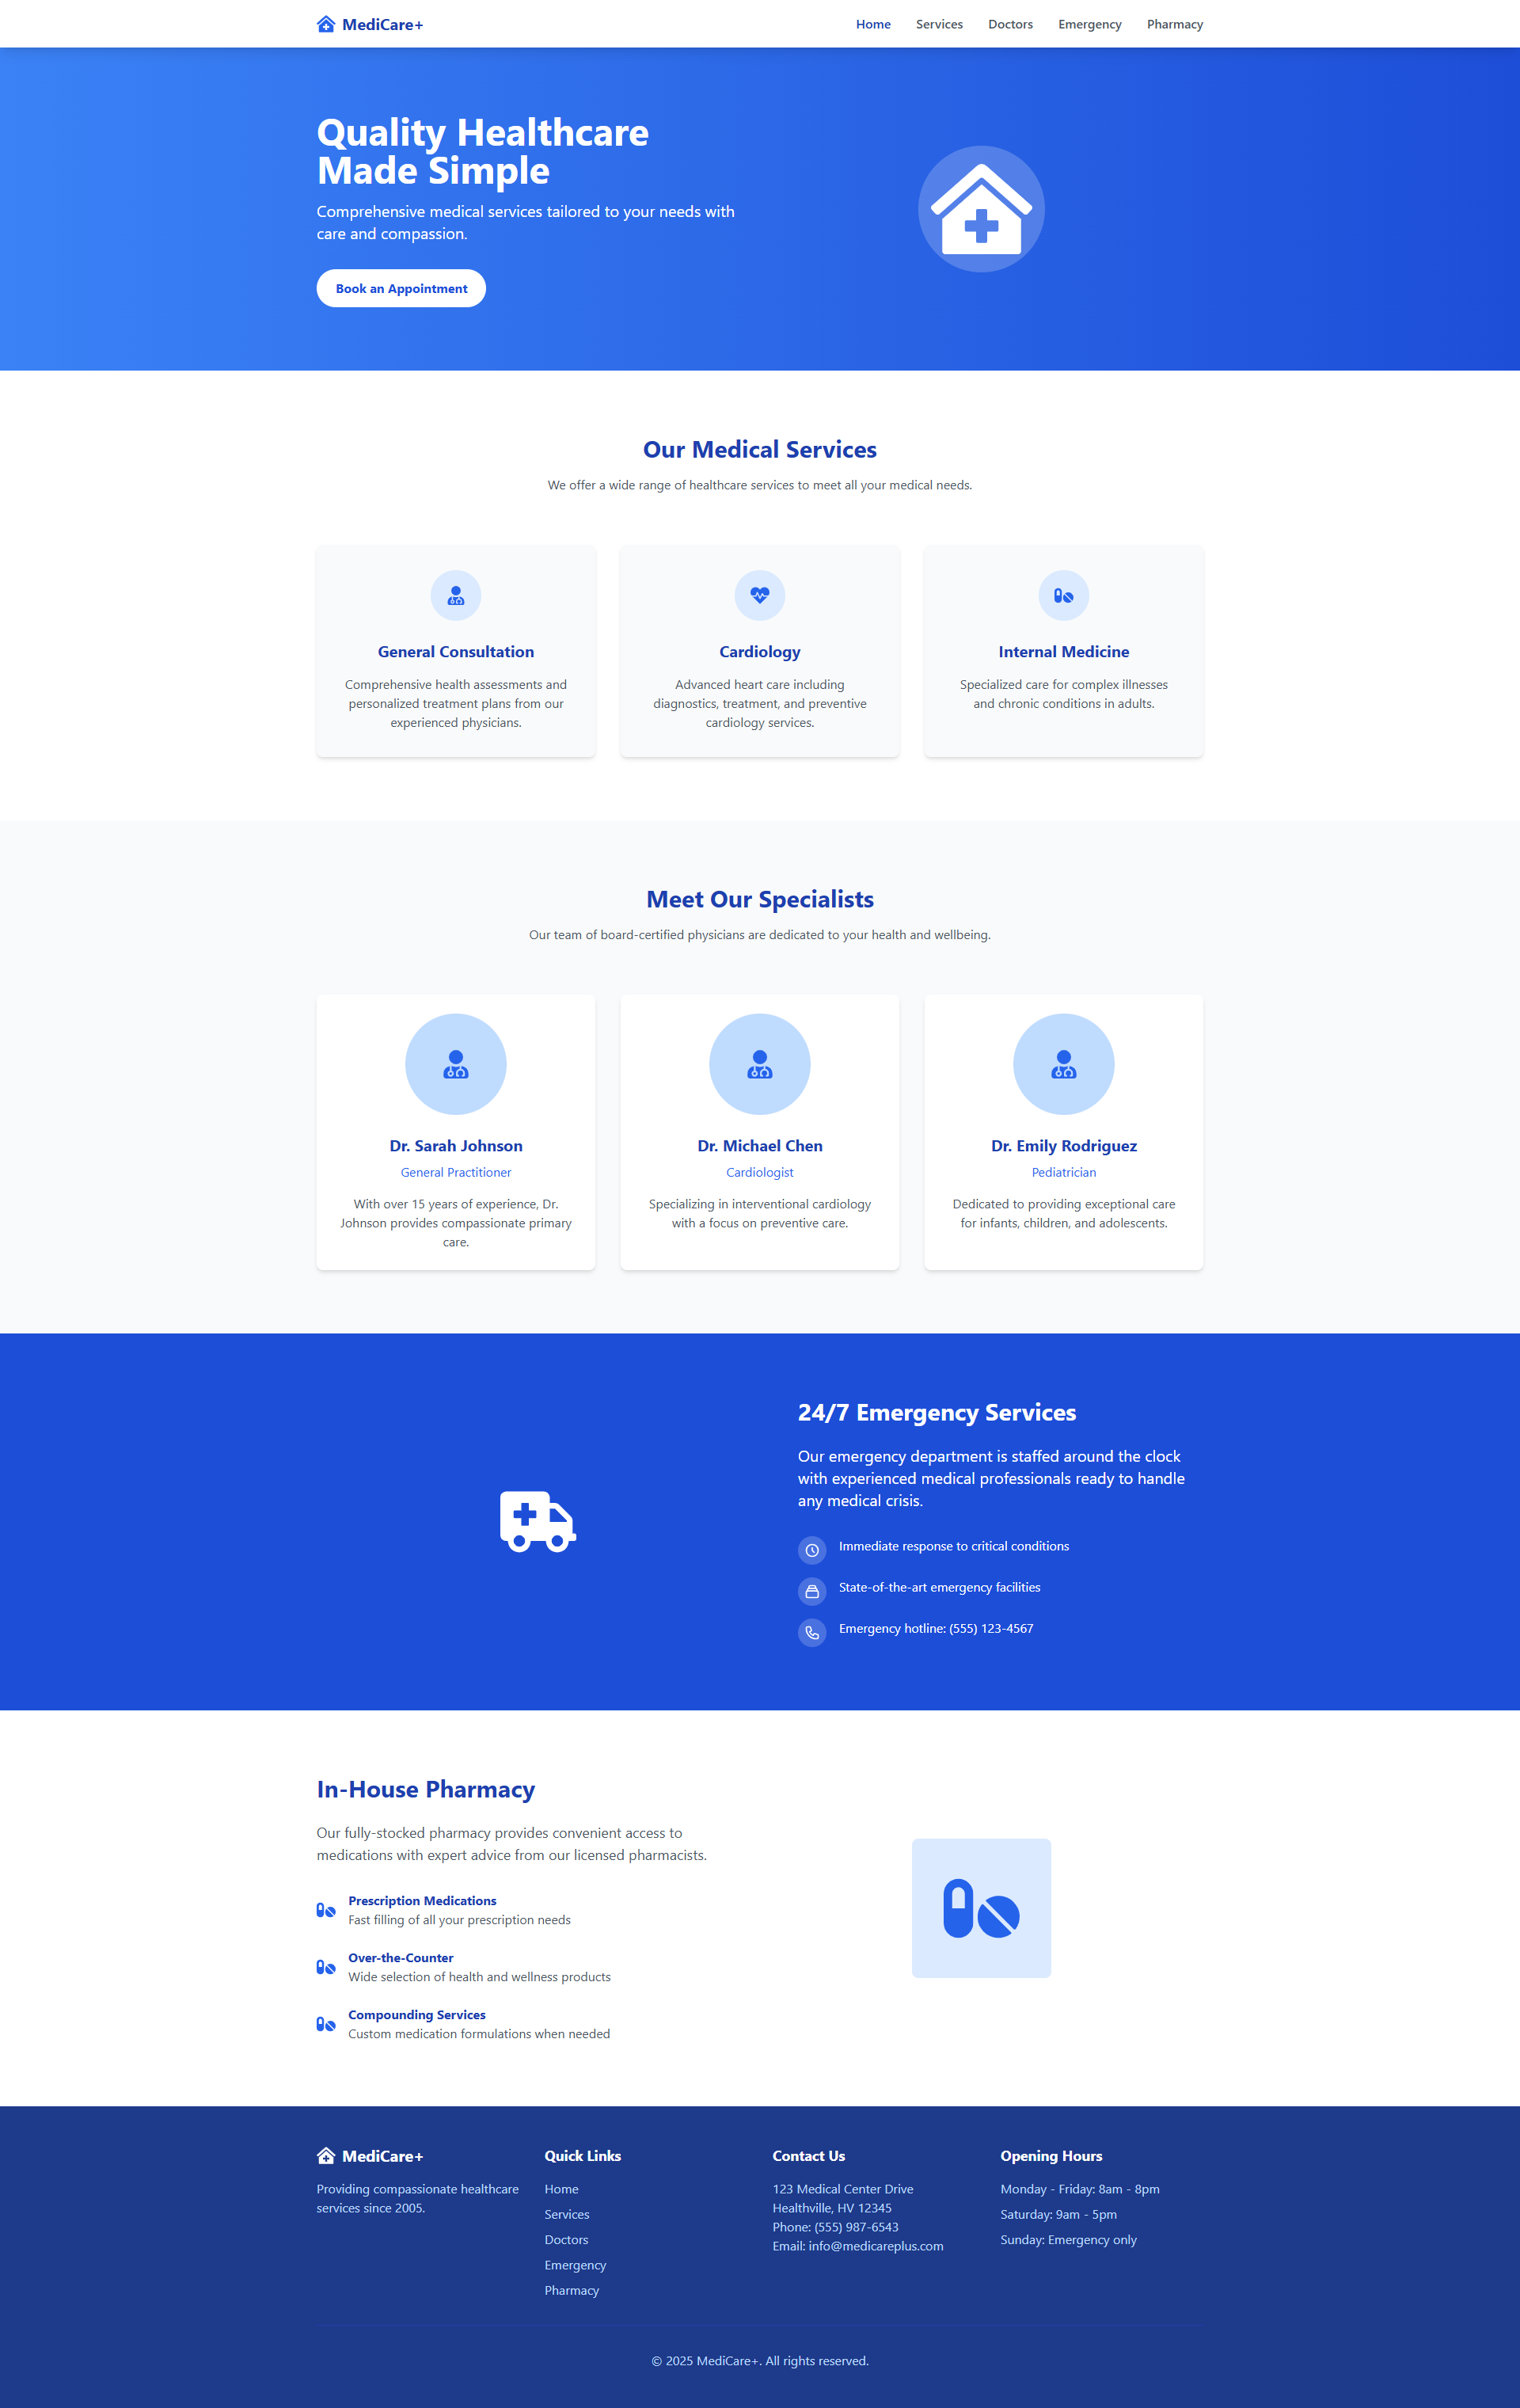 MediCare+
Home Services Doctors Emergency Pharmacy
Quality Healthcare
Made Simple
Comprehensive medical services tailored to your needs with
care and compassion.
Book an Appointment
Our Medical Services
We offer a wide range of healthcare services to meet all your medical needs.
General Consultation
Comprehensive health assessments and
personalized treatment plans from our
experienced physicians.
Cardiology
Advanced heart care including
diagnostics, treatment, and preventive
cardiology services.
Internal Medicine
Specialized care for complex illnesses
and chronic conditions in adults.
Meet Our Specialists
Our team of board-certified physicians are dedicated to your health and wellbeing.
Dr. Sarah Johnson
General Practitioner
With over 15 years of experience, Dr.
Johnson provides compassionate primary
care.
Dr. Michael Chen
Cardiologist
Specializing in interventional cardiology
with a focus on preventive care.
Dr. Emily Rodriguez
Pediatrician
Dedicated to providing exceptional care
for infants, children, and adolescents.
24/7 Emergency Services
Our emergency department is staffed around the clock
with experienced medical professionals ready to handle
any medical crisis.
Immediate response to critical conditions
State-of-the-art emergency facilities
Emergency hotline: (555) 123-4567
In-House Pharmacy
Our fully-stocked pharmacy provides convenient access to
medications with expert advice from our licensed pharmacists.
Prescription Medications
Fast filling of all your prescription needs
Over-the-Counter
Wide selection of health and wellness products
Compounding Services
Custom medication formulations when needed
MediCare+
Providing compassionate healthcare
services since 2005.
Quick Links
Home
Services
Doctors
Emergency
Pharmacy
Contact Us
123 Medical Center Drive
Healthville, HV 12345
Phone: (555) 987-6543
Email: info@medicareplus.com
Opening Hours
Monday - Friday: 8am - 8pm
Saturday: 9am - 5pm
Sunday: Emergency only
© 2025 MediCare+. All rights reserved.